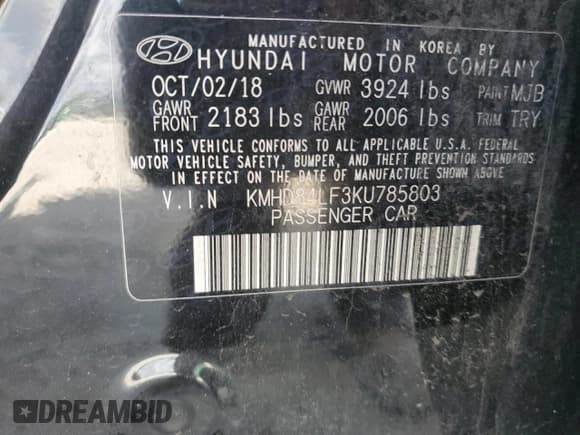 MANUFACTURED IN KOREA BY
HYUNDAI MOTOR COMPANY
OCT/02/18 GVWR 3924 lbs PAINT MJB
GAWR FRONT 2183 lbs GAWR REAR 2006 lbs TRIM TRY
THIS VEHICLE CONFORMS TO ALL APPLICABLE U.S.A. FEDERAL
MOTOR VEHICLE SAFETY, BUMPER, AND THEFT PREVENTION STANDARDS
IN EFFECT ON THE DATE OF MANUFACTURE SHOWN ABOVE.
V.I.N KMHD84LF3KU785803
PASSENGER CAR
DREAMBID